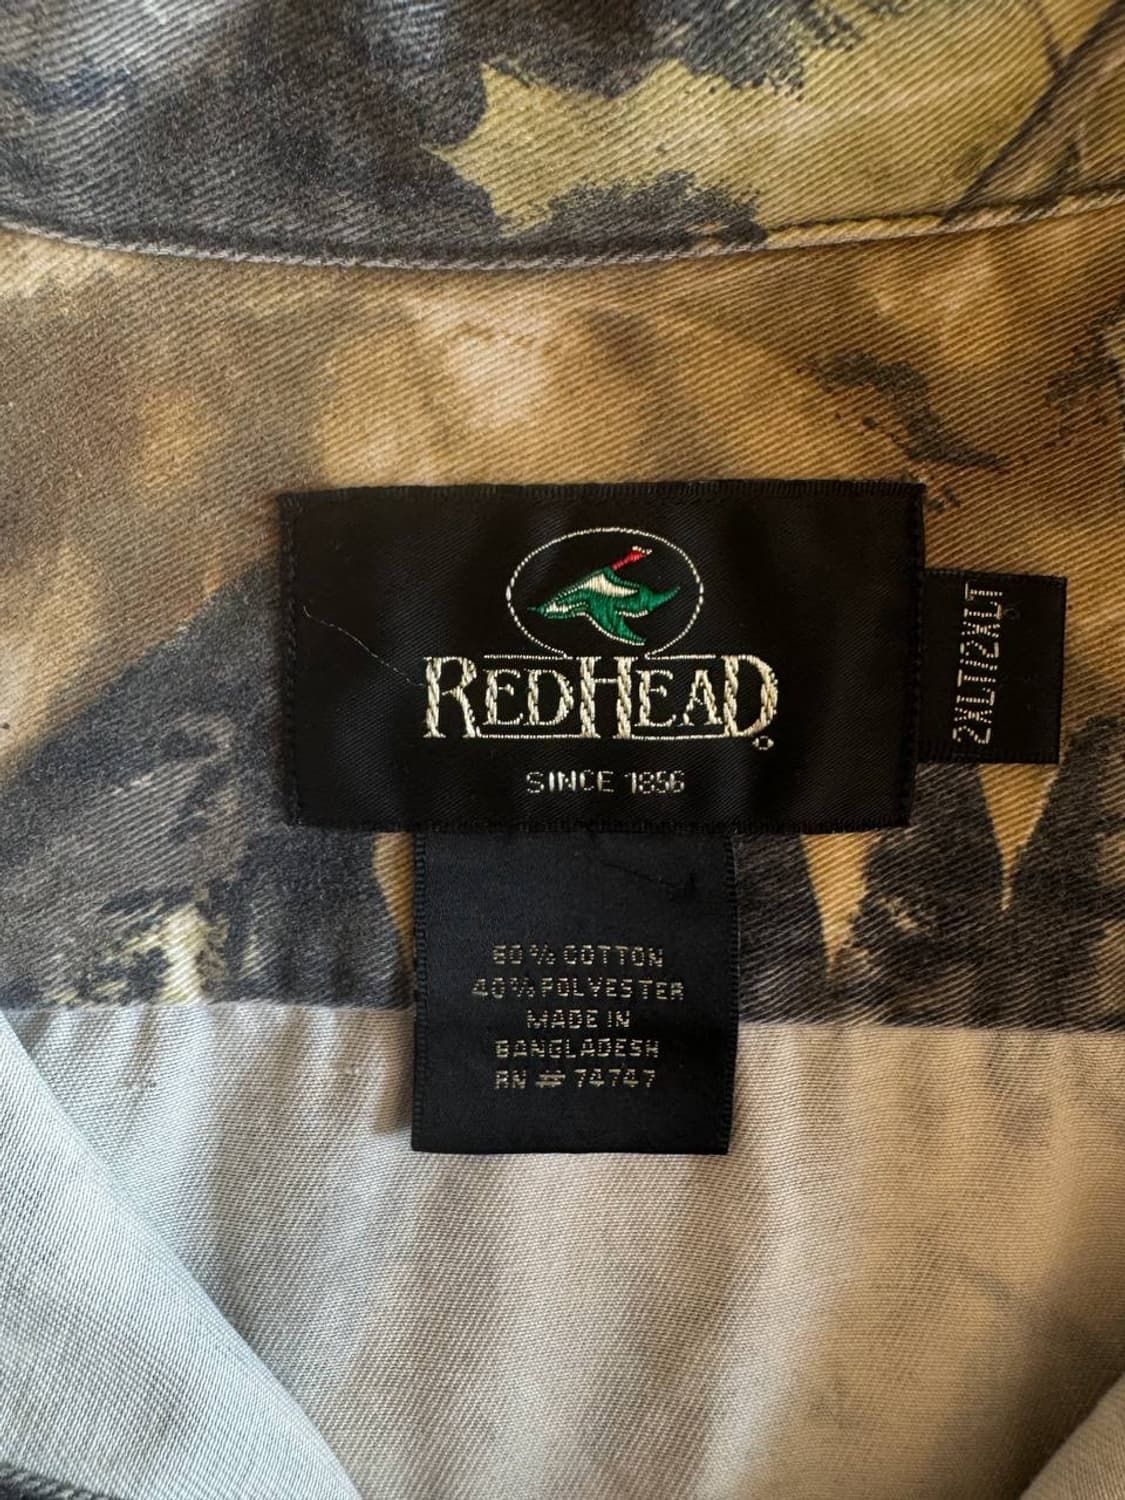 REDHEAD
SINCE 1856
2XLT/2XLT
60% COTTON
40% POLYESTER
MADE IN
BANGLADESH
RN # 74747